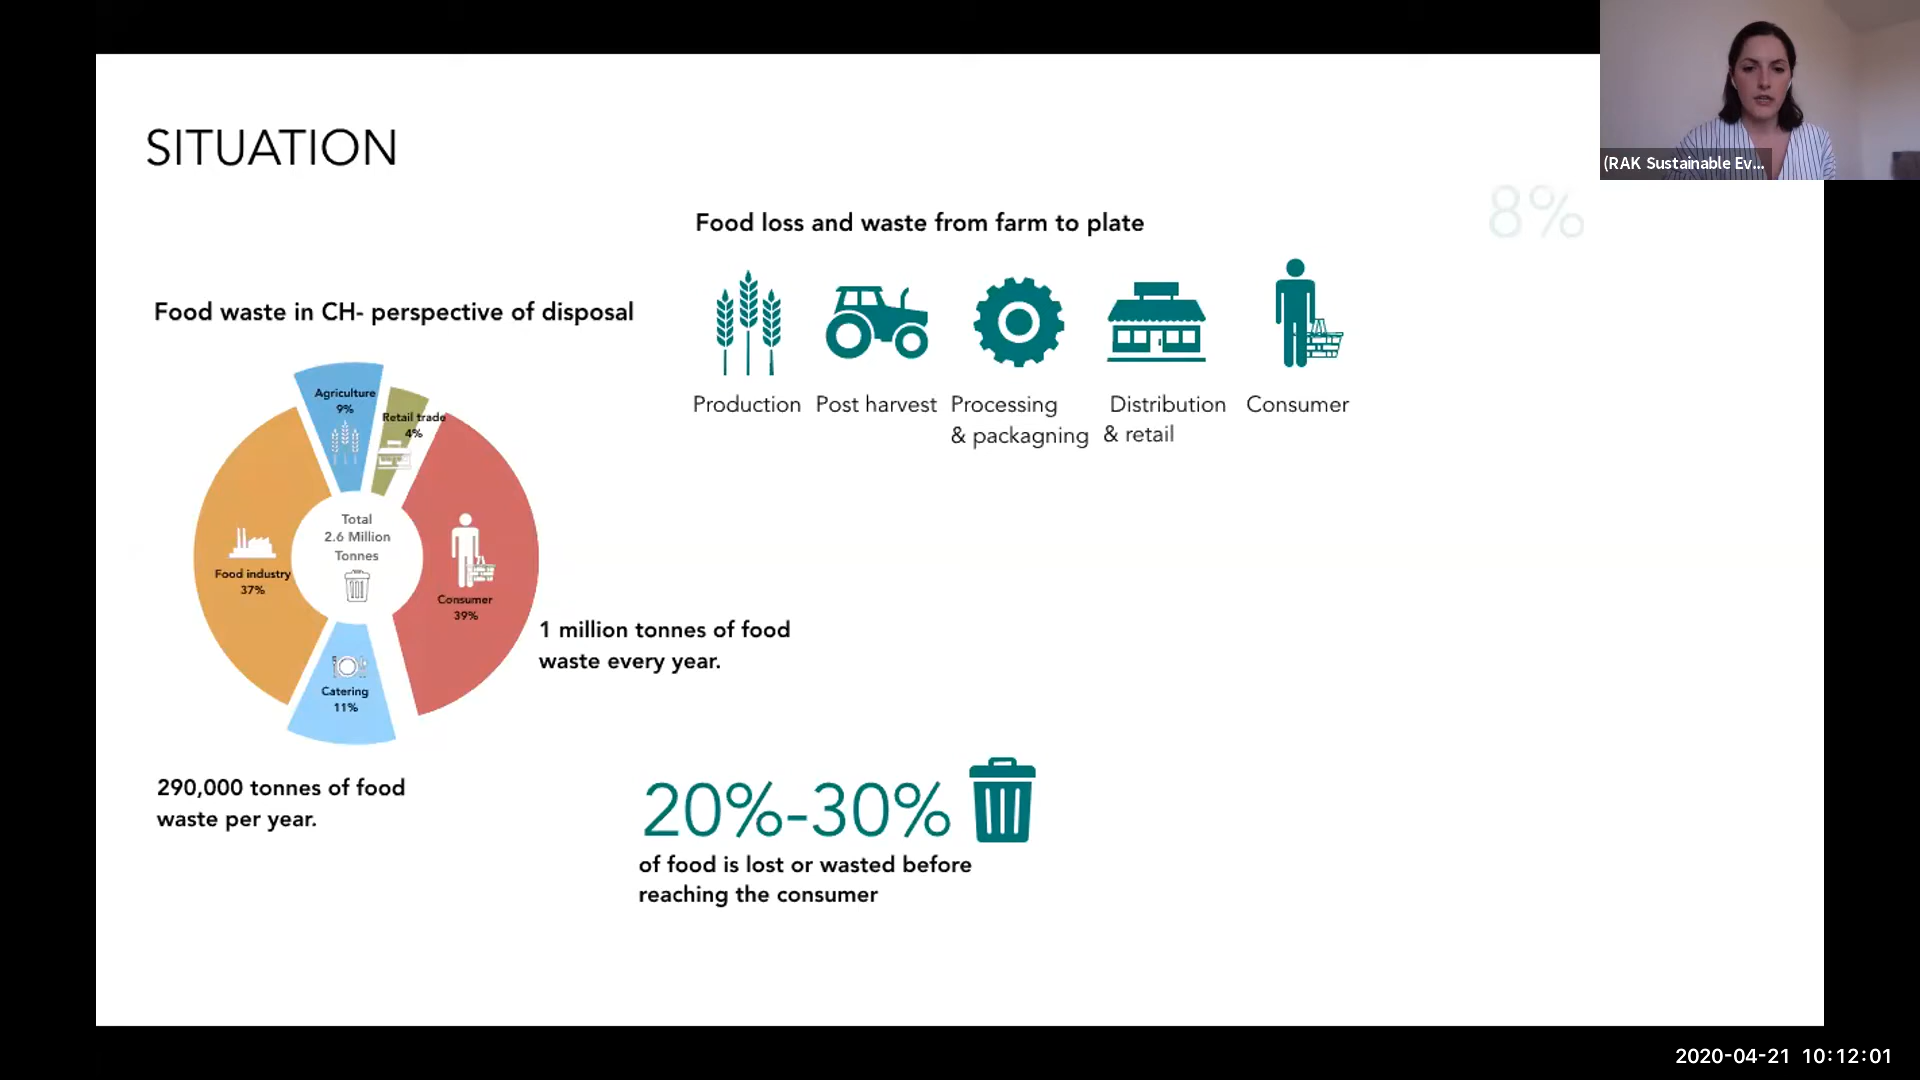 SITUATION
(RAK Sustainable Ev...
8%
Food loss and waste from farm to plate
Production
Post harvest
Processing
& packagning
Distribution
& retail
Consumer
Food waste in CH- perspective of disposal
Agriculture
9%
Retail trade
4%
Total
2.6 Million
Tonnes
Food industry
37%
Consumer
39%
Catering
11%
1 million tonnes of food
waste every year.
290,000 tonnes of food
waste per year.
20%-30%
of food is lost or wasted before
reaching the consumer
2020-04-21 10:12:01